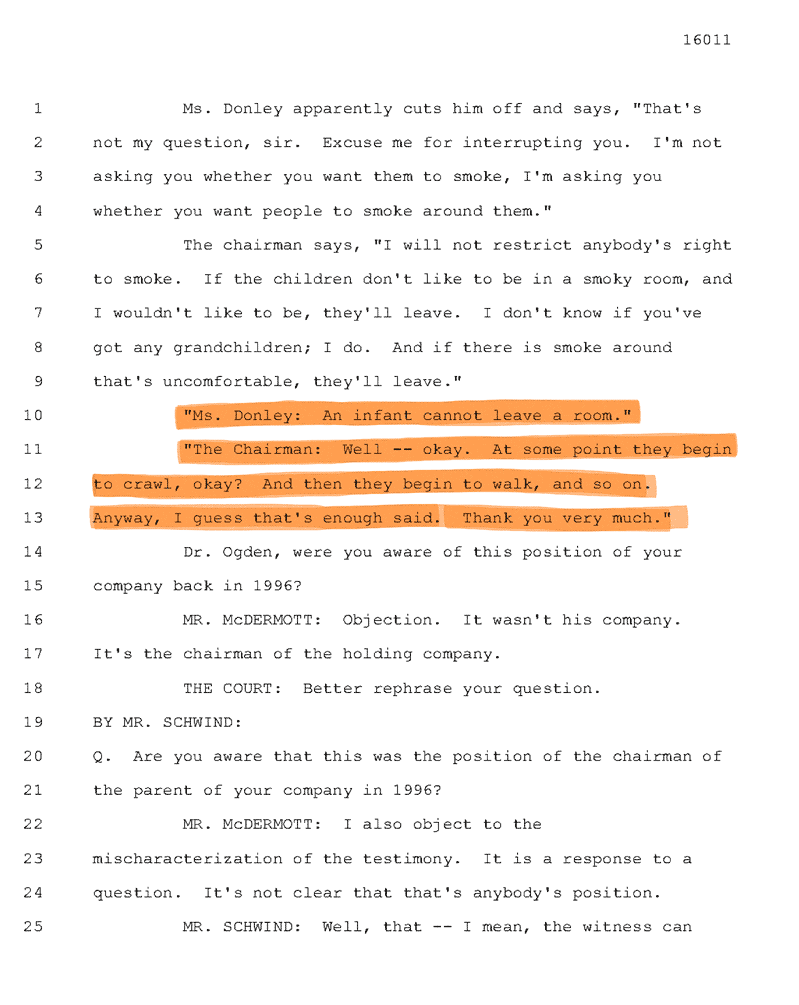 16011
1 Ms. Donley apparently cuts him off and says, "That's
2 not my question, sir. Excuse me for interrupting you. I'm not
3 asking you whether you want them to smoke, I'm asking you
4 whether you want people to smoke around them."
5 The chairman says, "I will not restrict anybody's right
6 to smoke. If the children don't like to be in a smoky room, and
7 I wouldn't like to be, they'll leave. I don't know if you've
8 got any grandchildren; I do. And if there is smoke around
9 that's uncomfortable, they'll leave."
10 "Ms. Donley: An infant cannot leave a room."
11 "The Chairman: Well -- okay. At some point they begin
12 to crawl, okay? And then they begin to walk, and so on.
13 Anyway, I guess that's enough said. Thank you very much."
14 Dr. Ogden, were you aware of this position of your
15 company back in 1996?
16 MR. McDERMOTT: Objection. It wasn't his company.
17 It's the chairman of the holding company.
18 THE COURT: Better rephrase your question.
19 BY MR. SCHWIND:
20 Q. Are you aware that this was the position of the chairman of
21 the parent of your company in 1996?
22 MR. McDERMOTT: I also object to the
23 mischaracterization of the testimony. It is a response to a
24 question. It's not clear that that's anybody's position.
25 MR. SCHWIND: Well, that -- I mean, the witness can